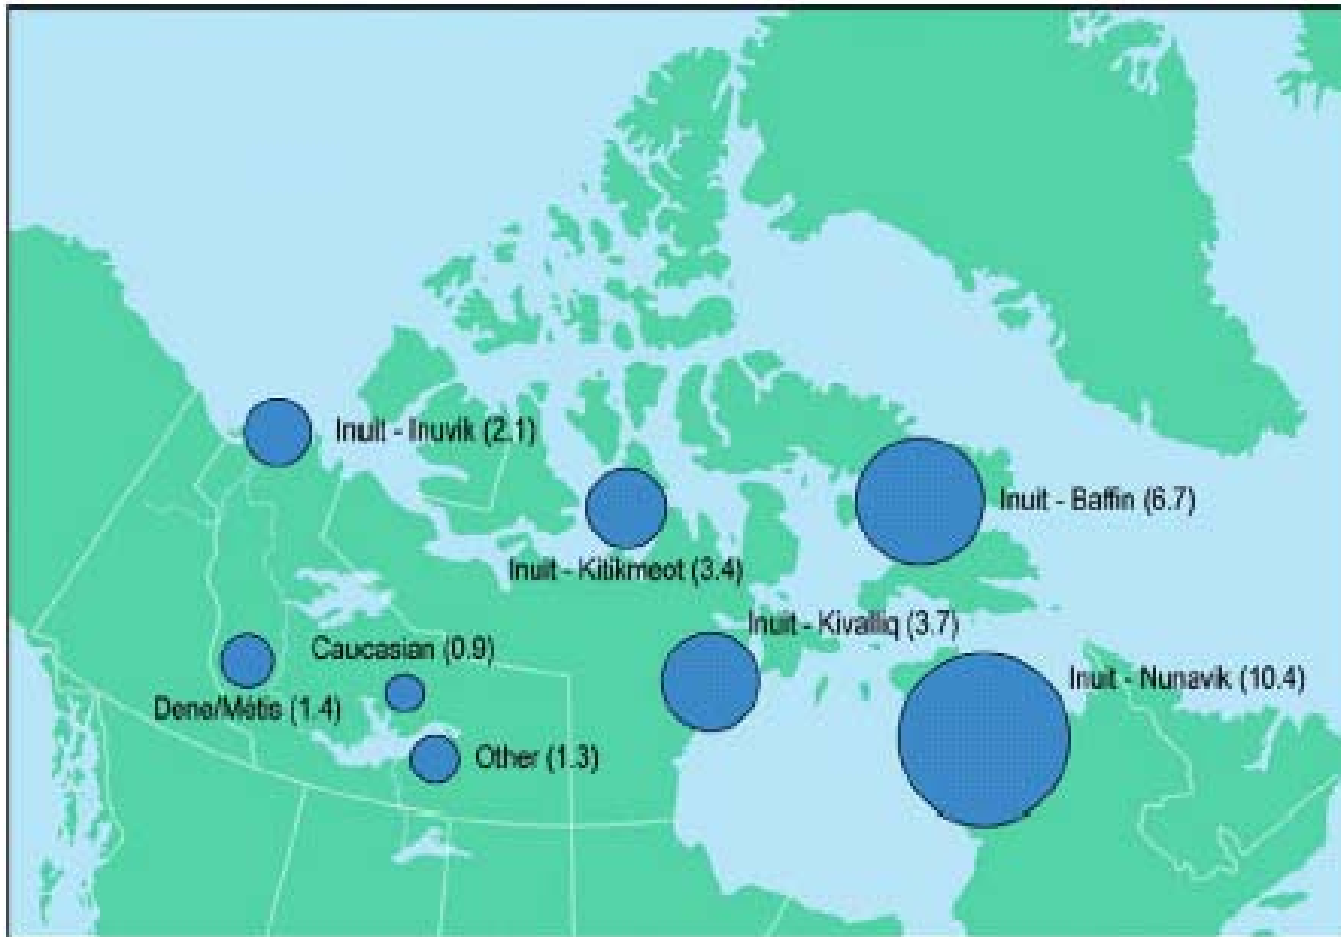 Inuit - Inuvik (2.1)
Inuit - Baffin (6.7)
Inuit - Kitikmeot (3.4)
Inuit - Kivalliq (3.7)
Caucasian (0.9)
Inuit - Nunavik (10.4)
Dene/Métis (1.4)
Other (1.3)